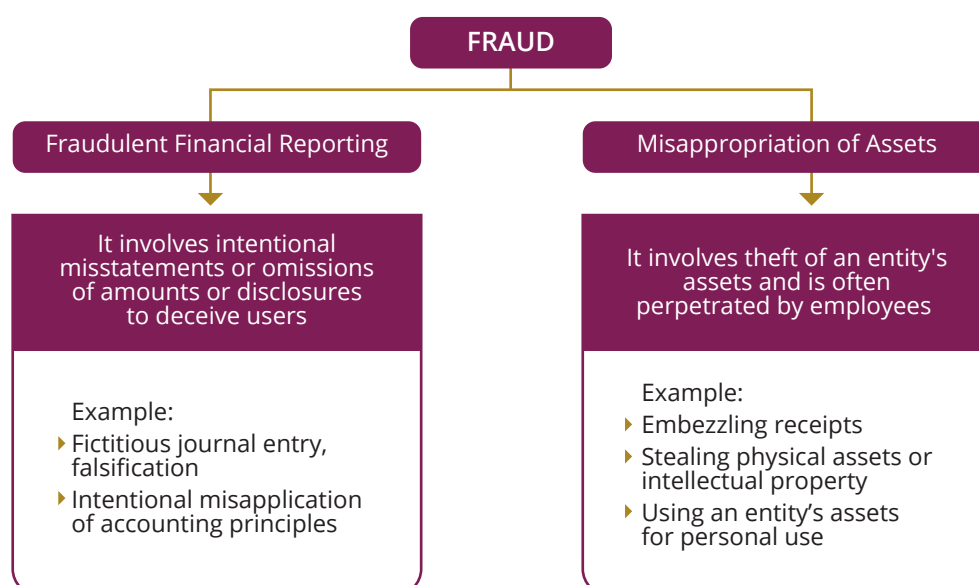 FRAUD
Fraudulent Financial Reporting
It involves intentional
misstatements or omissions
of amounts or disclosures
to deceive users
Example:
Fictitious journal entry,
falsification
Intentional misapplication
of accounting principles
Misappropriation of Assets
It involves theft of an entity's
assets and is often
perpetrated by employees
Example:
Embezzling receipts
Stealing physical assets or
intellectual property
Using an entity’s assets
for personal use